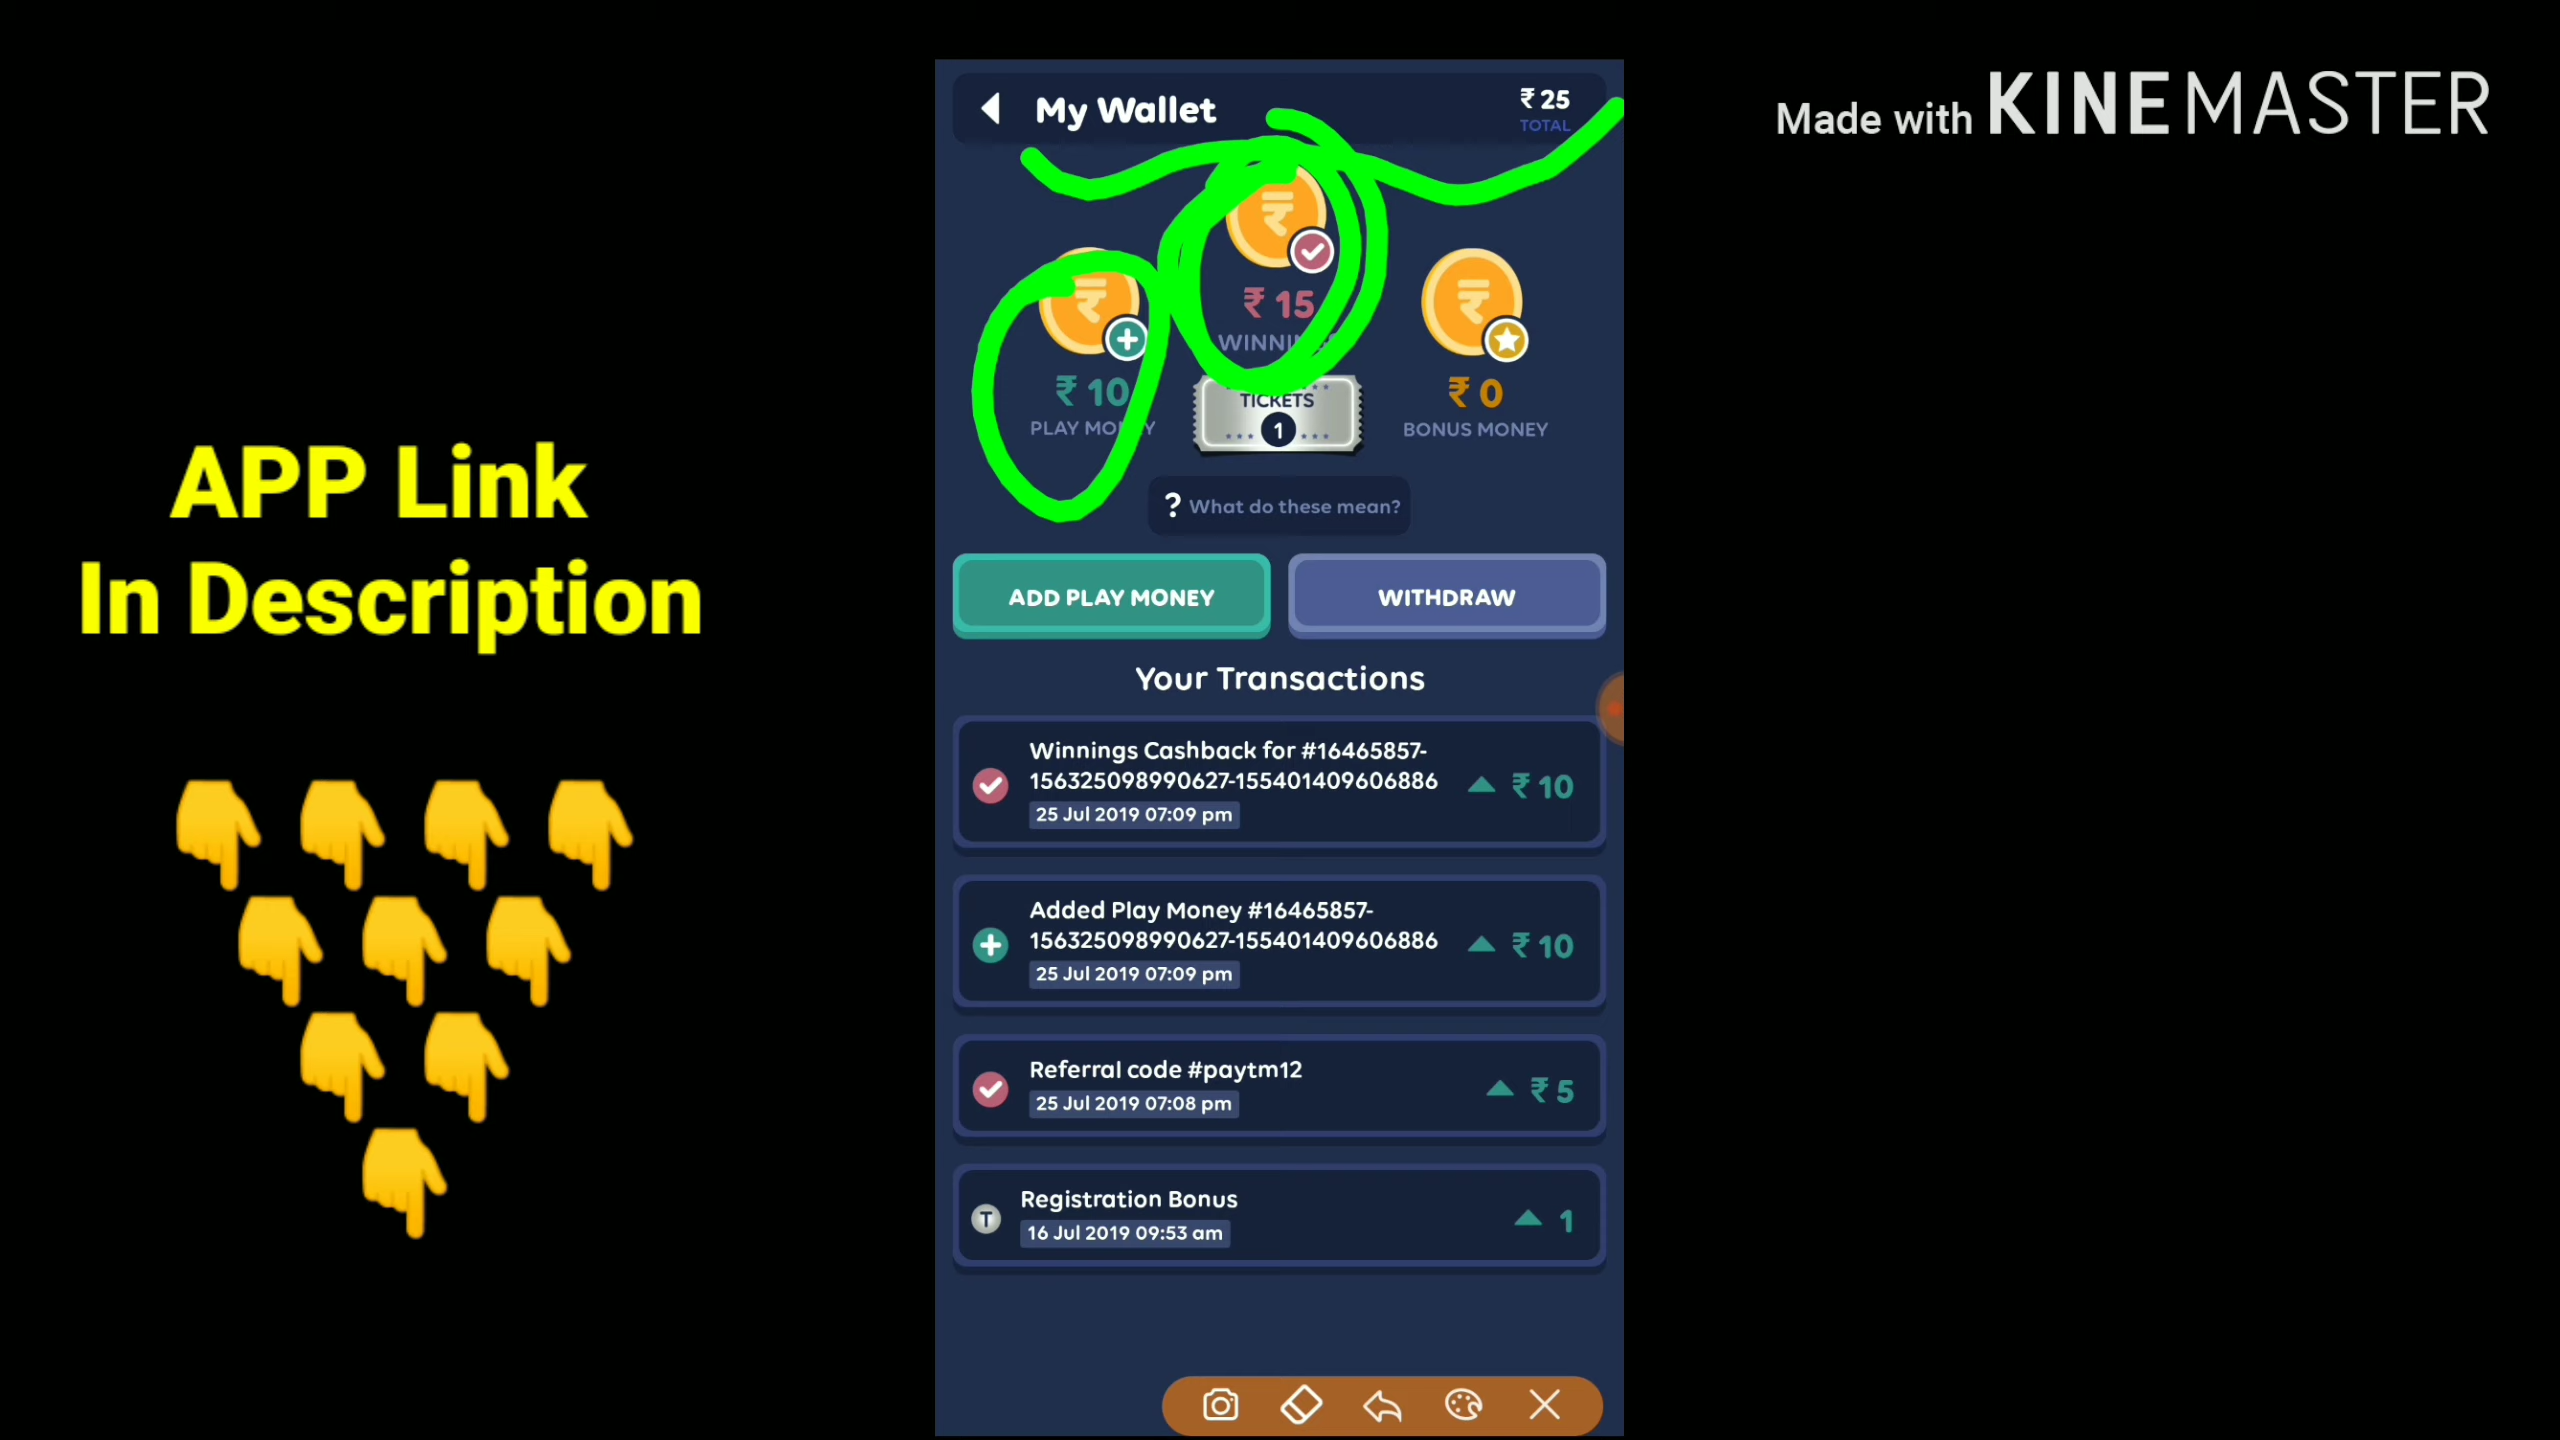 My Wallet
₹ 25
TOTAL
Made with KINEMASTER
₹ 15
₹ 10
PLAY MONEY
TICKETS
1
₹ 0
BONUS MONEY
? What do these mean?
APP Link
In Description
ADD PLAY MONEY
WITHDRAW
Your Transactions
Winnings Cashback for #16465857-
156325098990627-155401409606886
25 Jul 2019 07:09 pm
₹ 10
Added Play Money #16465857-
156325098990627-155401409606886
25 Jul 2019 07:09 pm
₹ 10
Referral code #paytm12
25 Jul 2019 07:08 pm
₹ 5
T
Registration Bonus
16 Jul 2019 09:53 am
1